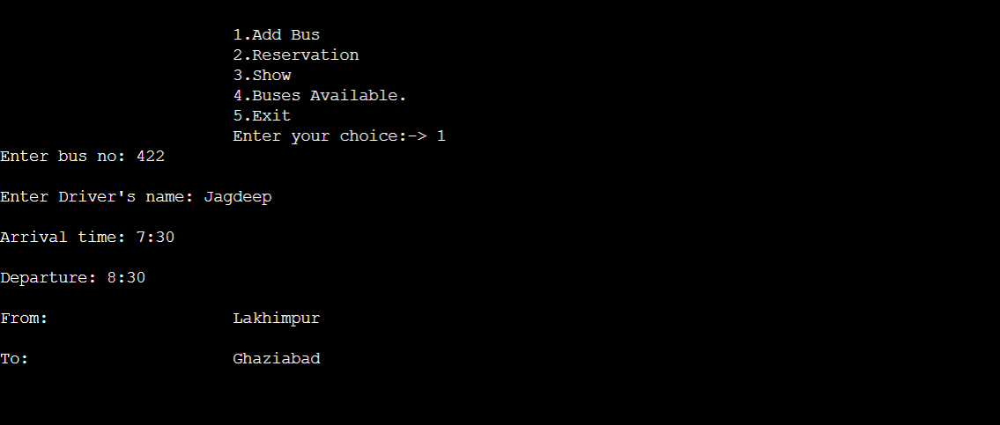 1.Add Bus
2.Reservation
3.Show
4.Buses Available.
5.Exit
Enter your choice:-> 1
Enter bus no: 422
Enter Driver's name: Jagdeep
Arrival time: 7:30
Departure: 8:30
From: Lakhimpur
To: Ghaziabad